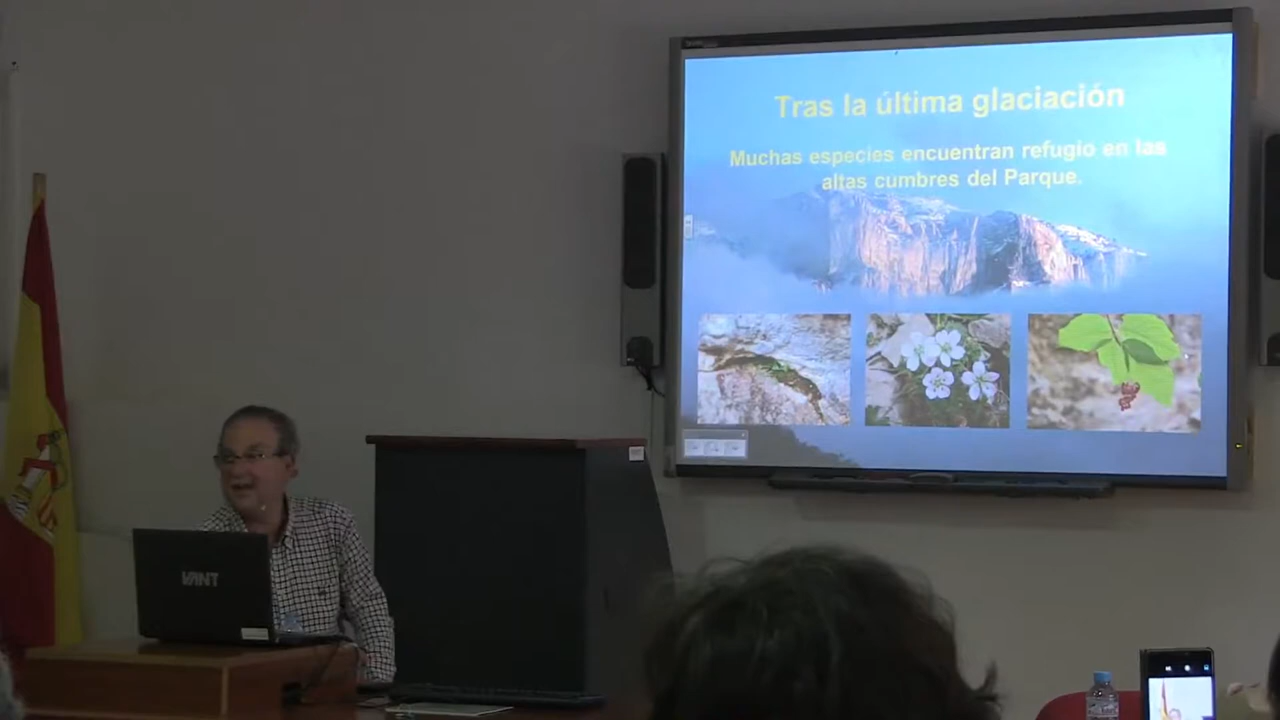 Tras la última glaciación
Muchas especies encuentran refugio en las
altas cumbres del Parque.
VANT